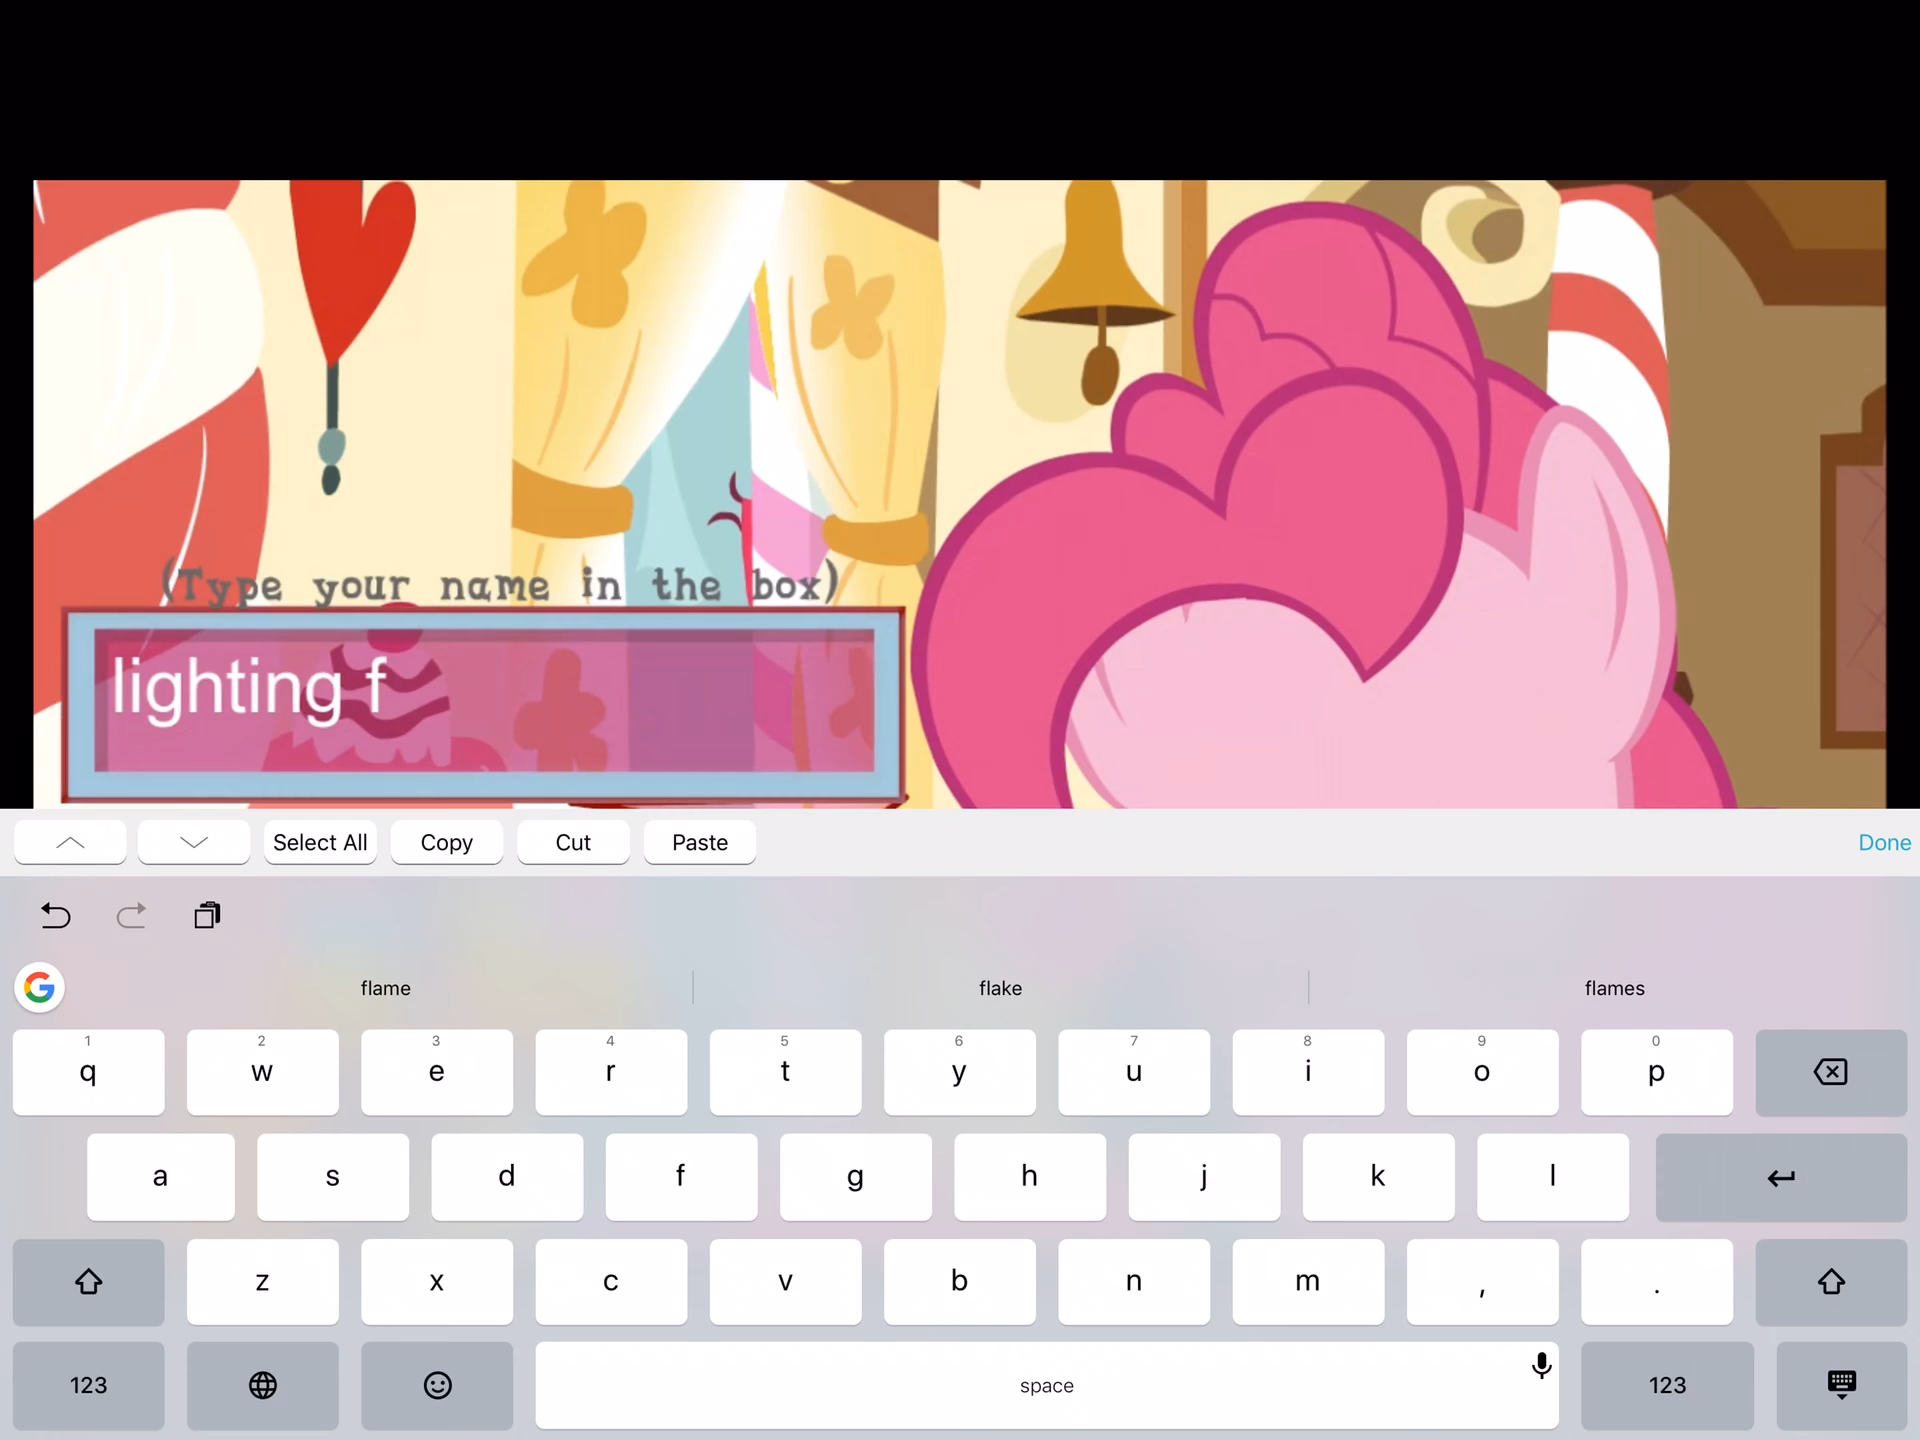 (Type your name in the box)
lighting f
Select All Copy Cut Paste Done
flame flake flames
1 2 3 4 5 6 7 8 9 0
q w e r t y u i o p
a s d f g h j k l
z x c v b n m , .
123 space 123